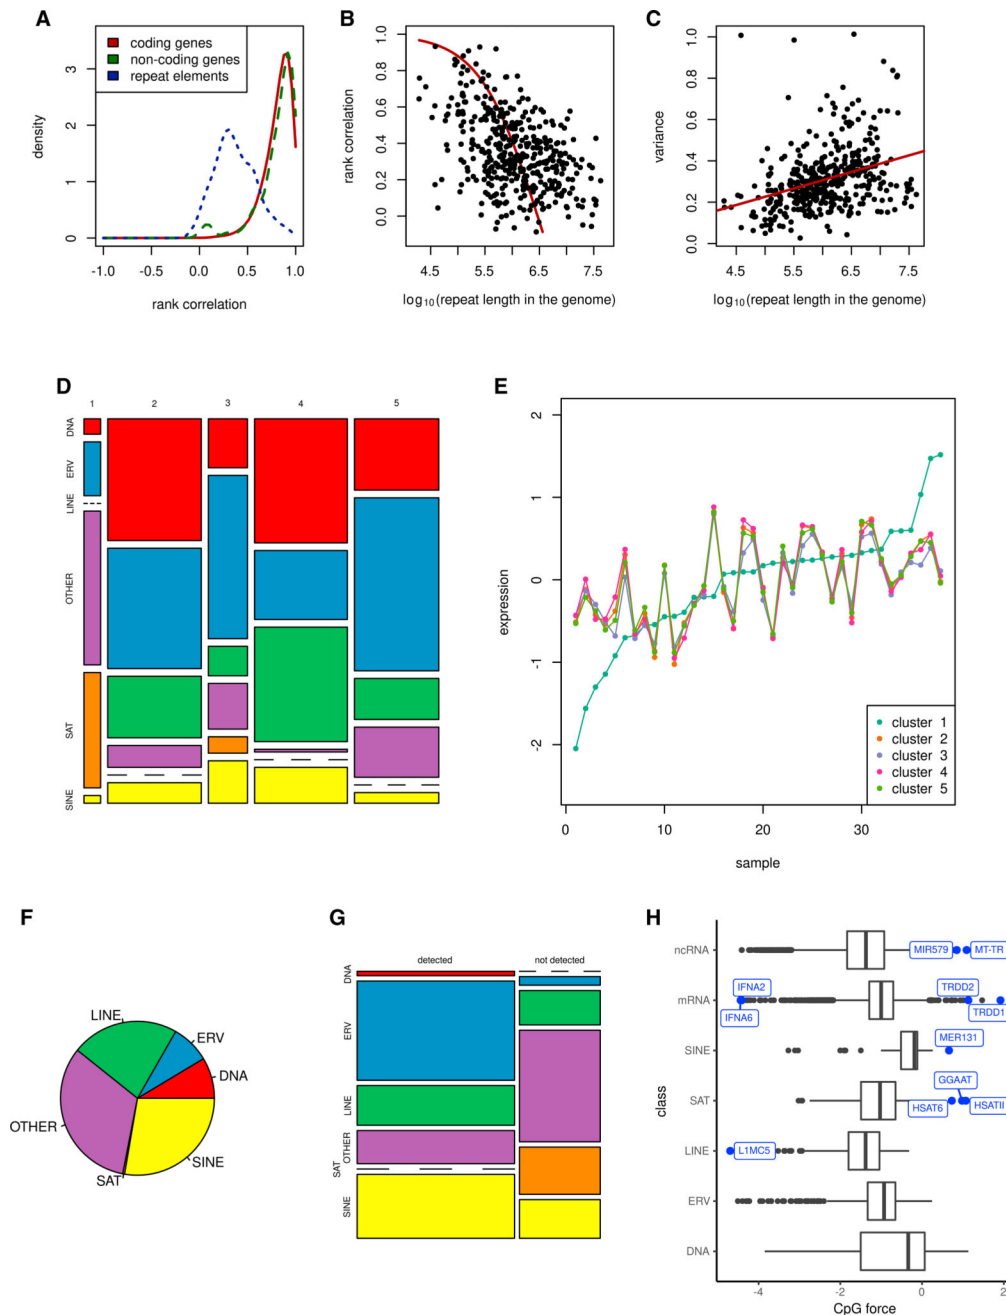 A
coding genes
non-coding genes
repeat elements
density
0 1 2 3
-1.0 -0.5 0.0 0.5 1.0
rank correlation
B
rank correlation
0.0 0.2 0.4 0.6 0.8 1.0
4.5 5.5 6.5 7.5
log10(repeat length in the genome)
C
variance
0.0 0.2 0.4 0.6 0.8 1.0
4.5 5.5 6.5 7.5
log10(repeat length in the genome)
D
1 2 3 4 5
DNA
ERV
LINE
OTHER
SAT
SINE
E
expression
2
1
0
-1
-2
cluster 1
cluster 2
cluster 3
cluster 4
cluster 5
0 10 20 30
sample
F
LINE
ERV
DNA
OTHER
SAT
SINE
G
detected not detected
DNA
ERV
LINE
OTHER
SAT
SINE
H
class
ncRNA
MIR579 MT-TR
mRNA
IFNA2
IFNA6
TRDD2
TRDD1
SINE
MER131
SAT
GGAAT
HSAT6 HSATII
LINE
L1MC5
ERV
DNA
-4 -2 0 2
CpG force